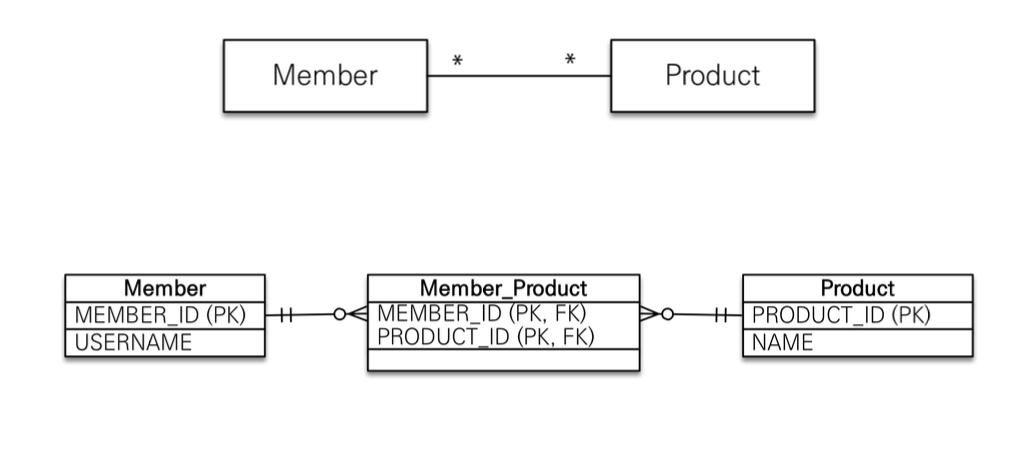 Member
*
*
Product
Member
MEMBER_ID (PK)
USERNAME
Member_Product
MEMBER_ID (PK, FK)
PRODUCT_ID (PK, FK)
Product
PRODUCT_ID (PK)
NAME